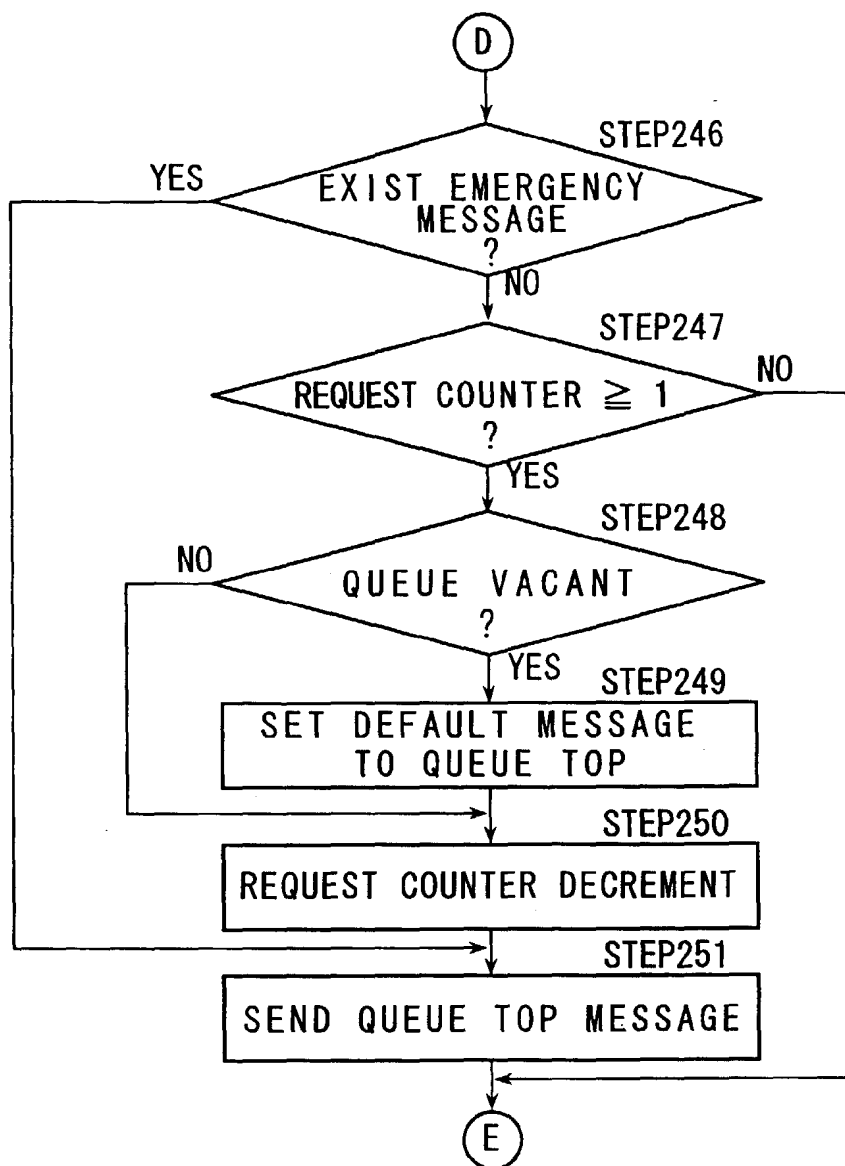 D
STEP246
YES
EXIST EMERGENCY
MESSAGE
?
NO
STEP247
NO
REQUEST COUNTER ≧ 1
?
YES
STEP248
NO
QUEUE VACANT
?
YES
STEP249
SET DEFAULT MESSAGE
TO QUEUE TOP
STEP250
REQUEST COUNTER DECREMENT
STEP251
SEND QUEUE TOP MESSAGE
E